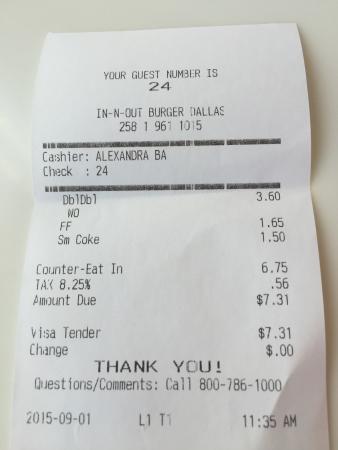 YOUR GUEST NUMBER IS
24
IN-N-OUT BURGER DALLAS
258 1 961 1015
Cashier: ALEXANDRA BA
Check : 24
DblDbl 3.60
WO
FF 1.65
Sm Coke 1.50
Counter-Eat In 6.75
TAX 8.25% .56
Amount Due $7.31
Visa Tender $7.31
Change $.00
THANK YOU!
Questions/Comments: Call 800-786-1000
2015-09-01 L1 T1 11:35 AM